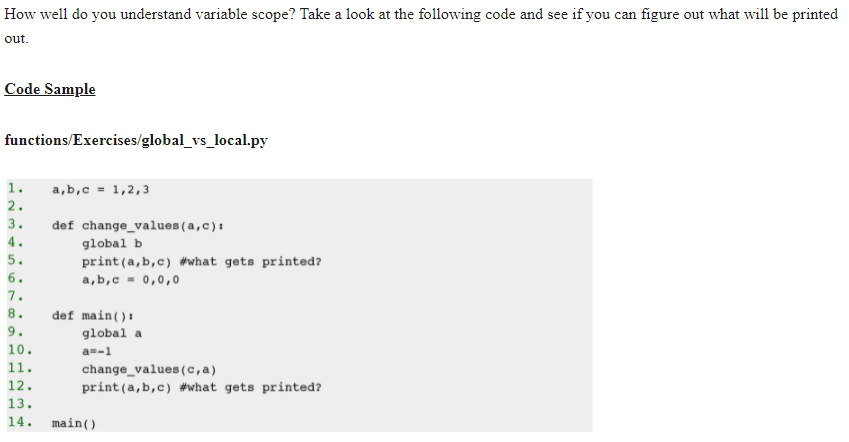 How well do you understand variable scope? Take a look at the following code and see if you can figure out what will be printed
out.
Code Sample
functions/Exercises/global_vs_local.py
1. a,b,c = 1,2,3
2.
3. def change_values(a,c):
4. global b
5. print(a,b,c) #what gets printed?
6. a,b,c = 0,0,0
7.
8. def main():
9. global a
10. a=-1
11. change_values(c,a)
12. print(a,b,c) #what gets printed?
13.
14. main()